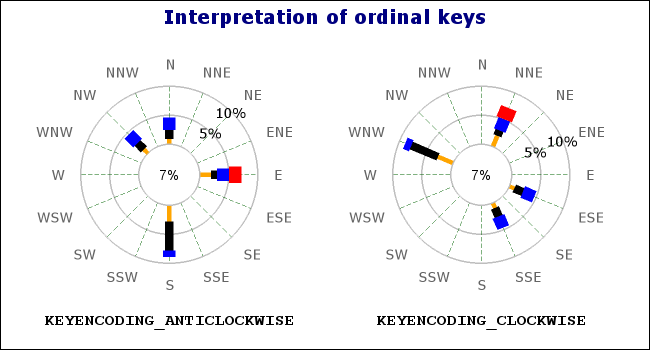 Interpretation of ordinal keys
N
NNW NNE
NW NE
10%
WNW ENE
5%
W 7% E
WSW ESE
SW SE
SSW SSE
S
KEYENCODING_ANTICLOCKWISE
N
NNW NNE
NW NE
10%
WNW ENE
5%
W 7% E
WSW ESE
SW SE
SSW SSE
S
KEYENCODING_CLOCKWISE